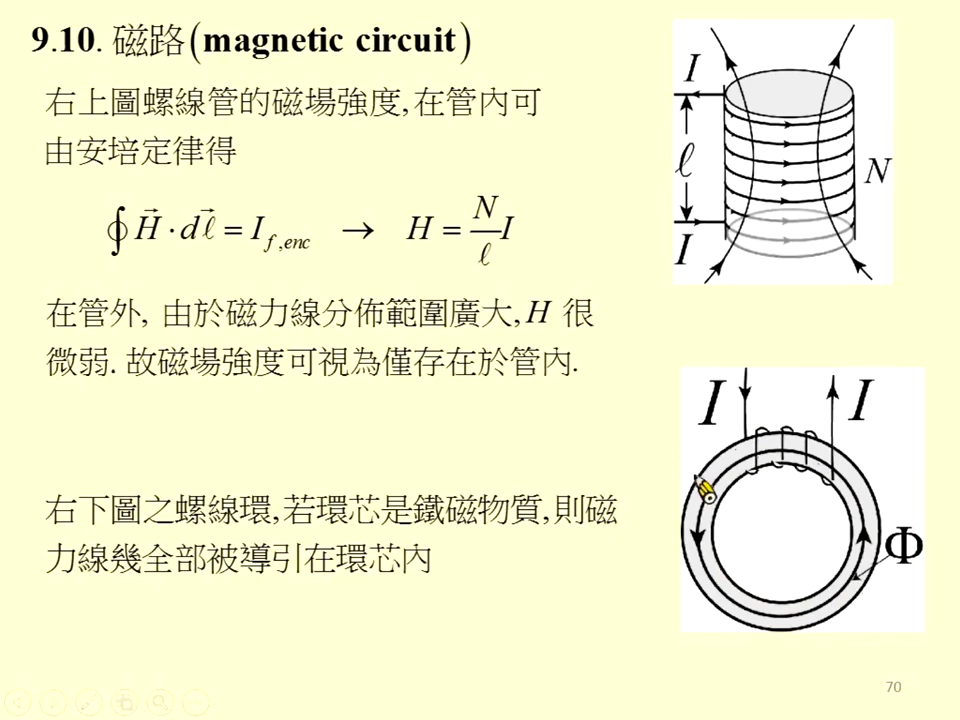 9.10. 磁路(magnetic circuit)
右上圖螺線管的磁場強度,在管內可
由安培定律得
∮ H⃗ · dℓ⃗ = I_{f,enc} → H = \frac{N}{ℓ} I
在管外, 由於磁力線分佈範圍廣大, H 很
微弱. 故磁場強度可視為僅存在於管內.
右下圖之螺線環,若環芯是鐵磁物質,則磁
力線幾全部被導引在環芯內
I
ℓ
N
I
I
I
Φ
70